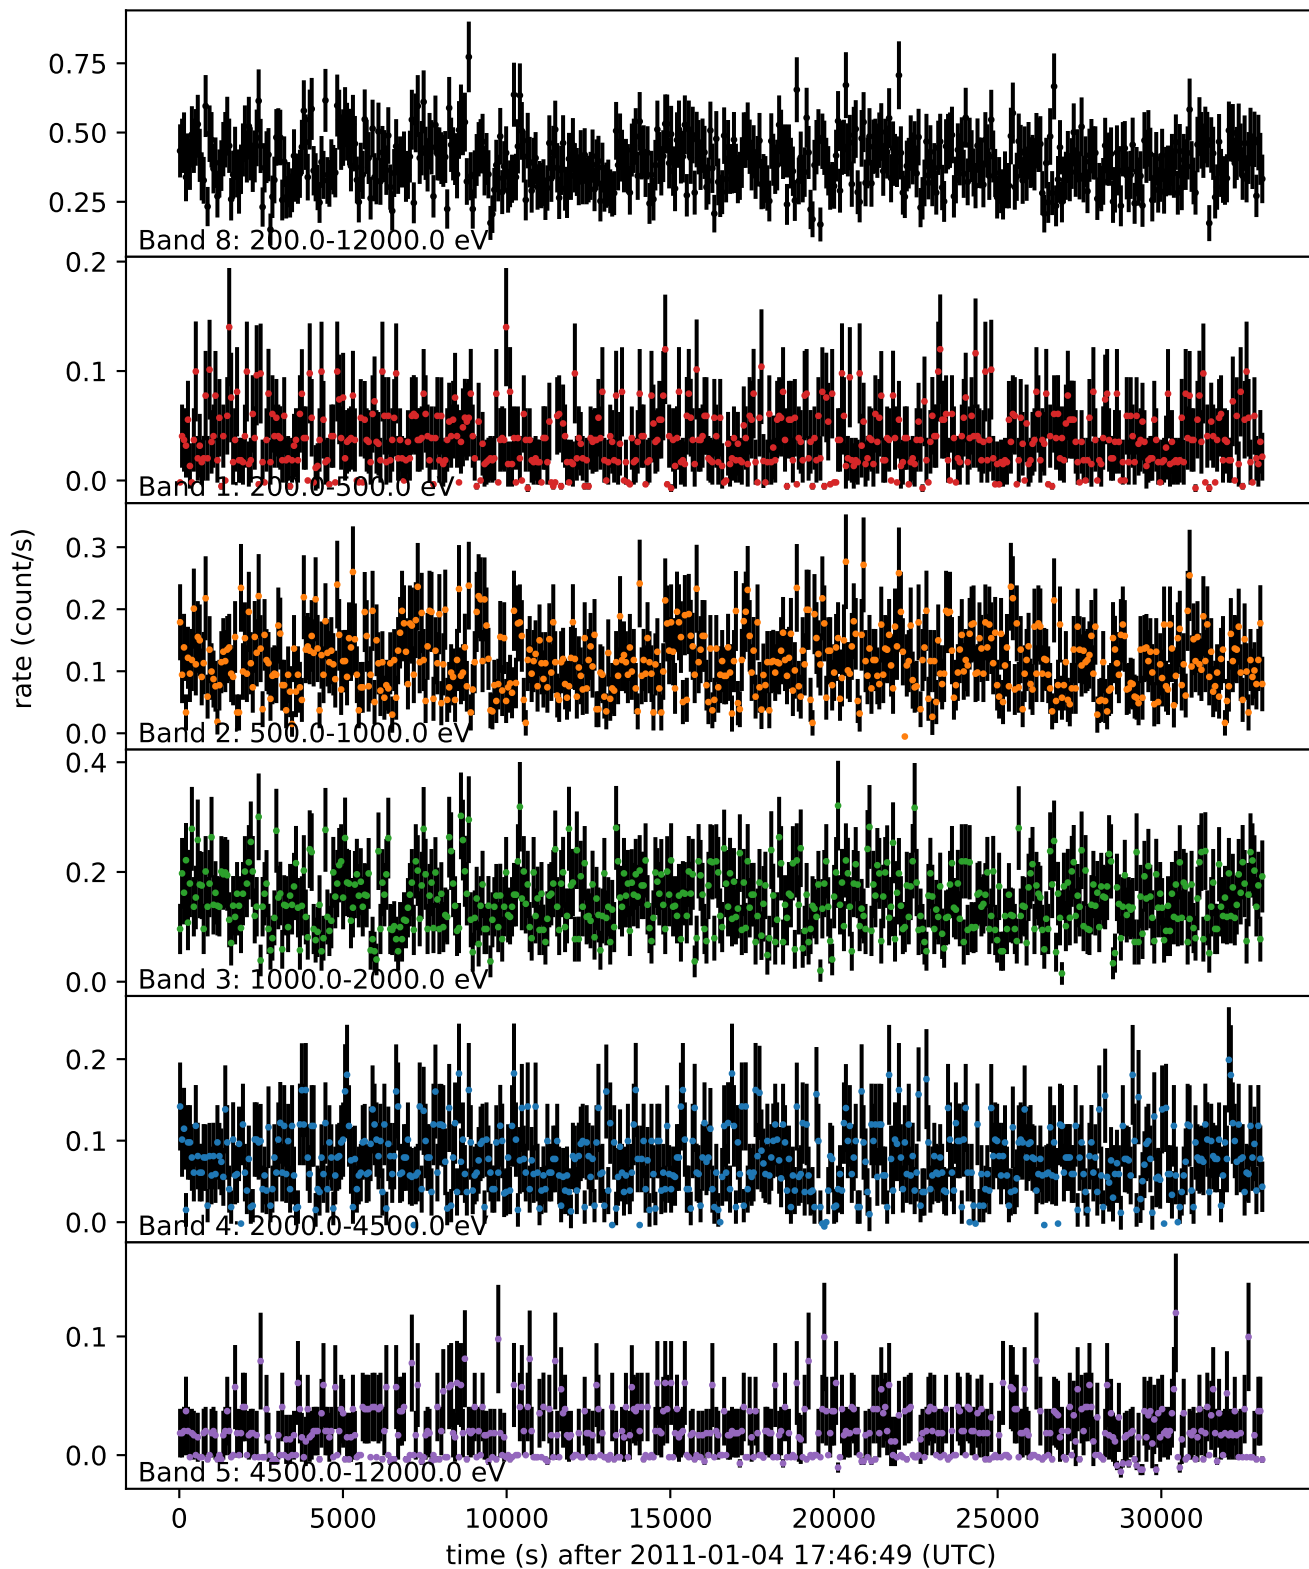 0.75
0.50
0.25
Band 8: 200.0-12000.0 eV
0.2
0.1
0.0
Band 1: 200.0-500.0 eV
rate (count/s)
0.3
0.2
0.1
0.0
Band 2: 500.0-1000.0 eV
0.4
0.2
0.0
Band 3: 1000.0-2000.0 eV
0.2
0.1
0.0
Band 4: 2000.0-4500.0 eV
0.1
0.0
Band 5: 4500.0-12000.0 eV
0 5000 10000 15000 20000 25000 30000
time (s) after 2011-01-04 17:46:49 (UTC)